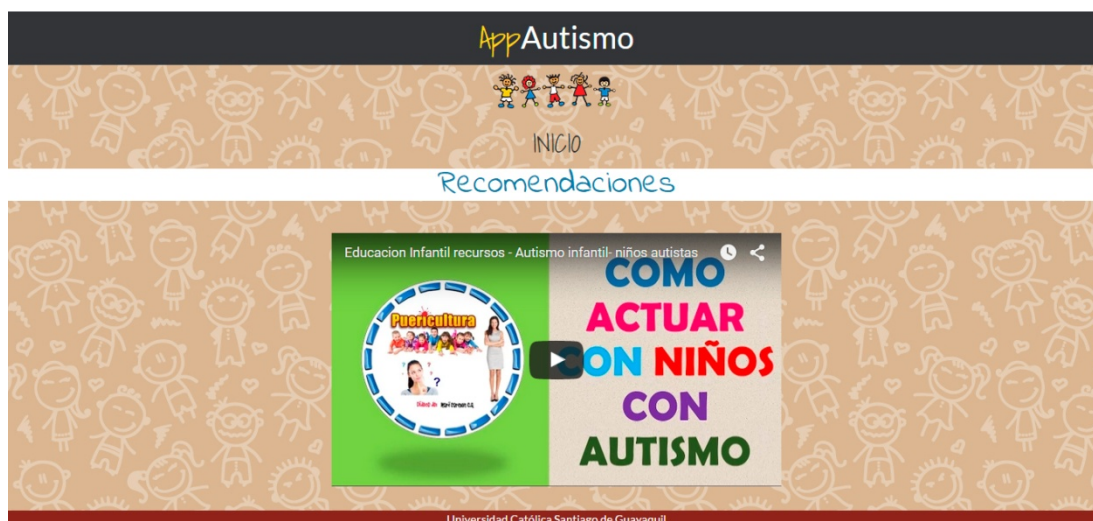 AppAutismo
INICIO
Recomendaciones
Educacion Infantil recursos - Autismo infantil- niños autistas
Puericultura
?
COMO
ACTUAR
CON NIÑOS
CON
AUTISMO
Universidad Católica Santiago de Guayaquil